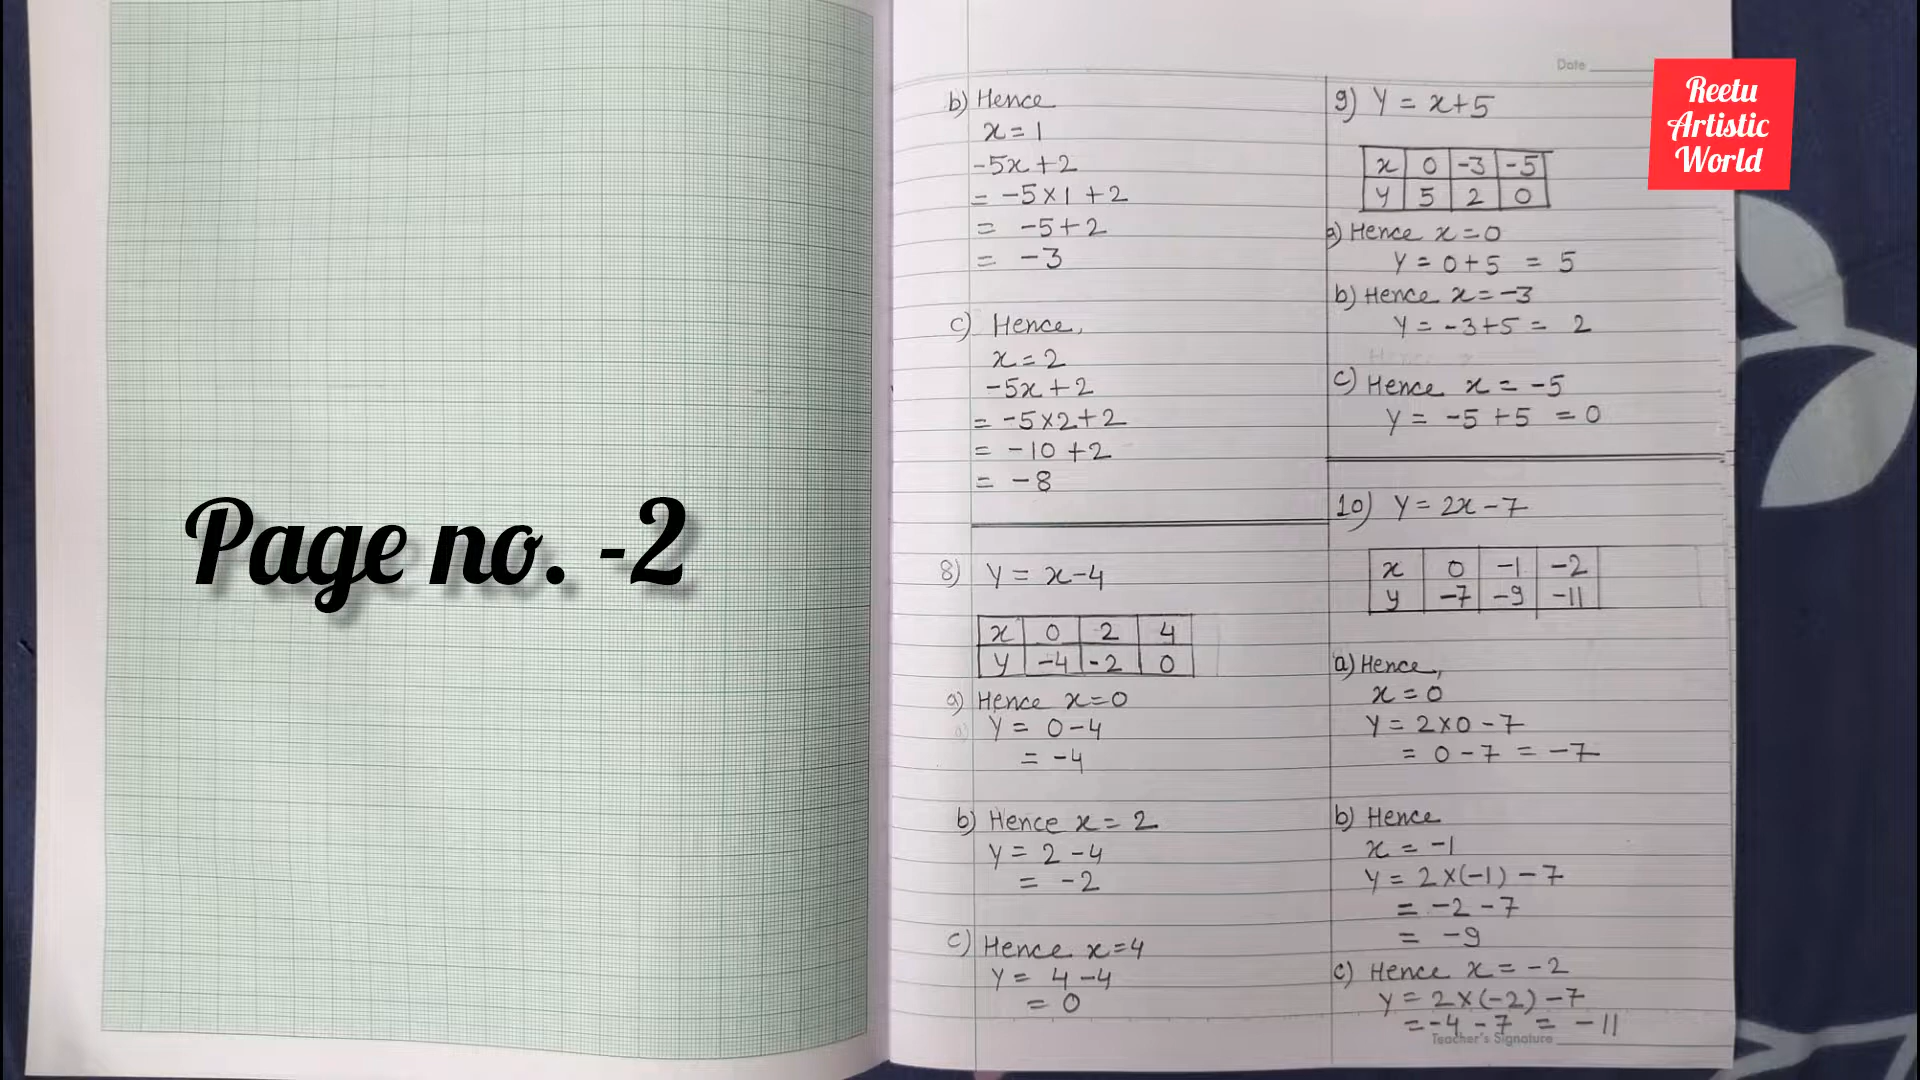 Page no. -2
b) Hence
x = 1
-5x + 2
= -5 × 1 + 2
= -5 + 2
= -3
c) Hence,
x = 2
-5x + 2
= -5×2+2
= -10 + 2
= -8
8) Y = x-4
x 0 2 4
y -4 -2 0
a) Hence x=0
a) Y = 0-4
= -4
b) Hence x = 2
Y = 2 - 4
= -2
c) Hence x=4
Y = 4 -4
= 0
Date
9) Y = x+5
x 0 -3 -5
y 5 2 0
a) Hence x=0
Y = 0+5 = 5
b) Hence x=-3
Y = -3+5 = 2
Hence x
c) Hence x = -5
Y = -5 +5 = 0
10) Y = 2x - 7
x 0 -1 -2
y -7 -9 -11
a) Hence,
x = 0
Y = 2×0 - 7
= 0 - 7 = -7
b) Hence
x = -1
Y = 2×(-1) - 7
= -2 - 7
= -9
c) Hence x = -2
Y = 2×(-2) -7
= -4 - 7 = -11
Teacher's Signature
Reetu
Artistic
World